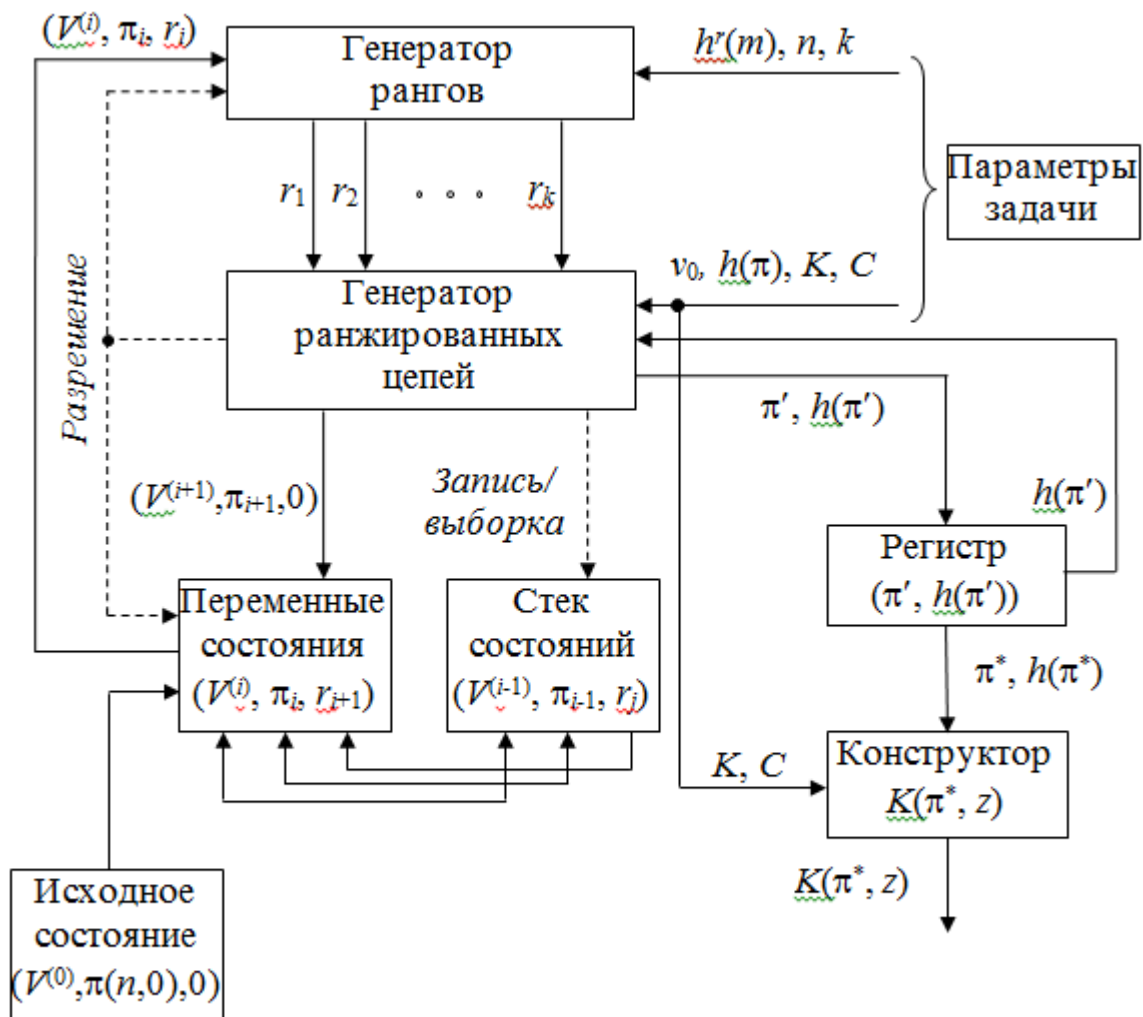 (V⁽ⁱ⁾, πᵢ, rⱼ)
Генератор
рангов
hʳ(m), n, k
Параметры
задачи
r₁
r₂
rₖ
Разрешение
Генератор
ранжированных
цепей
v₀, h(π), K, C
π′, h(π′)
(V⁽ⁱ⁺¹⁾,πᵢ₊₁,0)
Запись/
выборка
h(π′)
Регистр
(π′, h(π′))
Переменные
состояния
(V⁽ⁱ⁾, πᵢ, rᵢ₊₁)
Стек
состояний
(V⁽ⁱ⁻¹⁾, πᵢ₋₁, rⱼ)
π*, h(π*)
K, C
Конструктор
K(π*, z)
K(π*, z)
Исходное
состояние
(V⁽⁰⁾,π(n,0),0)